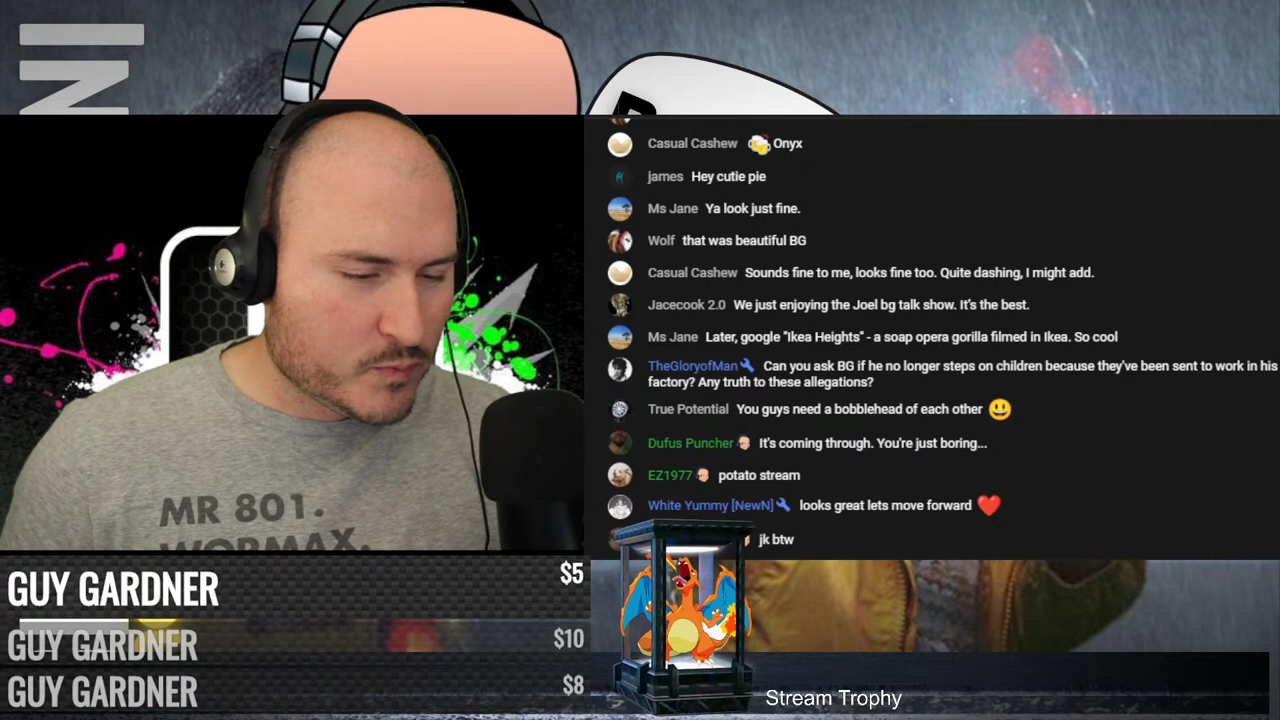 Casual Cashew Onyx
james Hey cutie pie
Ms Jane Ya look just fine.
Wolf that was beautiful BG
Casual Cashew Sounds fine to me, looks fine too. Quite dashing, I might add.
Jacecook 2.0 We just enjoying the Joel bg talk show. It's the best.
Ms Jane Later, google "Ikea Heights" - a soap opera gorilla filmed in Ikea. So cool
TheGloryofMan Can you ask BG if he no longer steps on children because they've been sent to work in his
factory? Any truth to these allegations?
True Potential You guys need a bobblehead of each other 😃
Dufus Puncher It's coming through. You're just boring...
EZ1977 potato stream
White Yummy [NewN] looks great lets move forward ❤️
jk btw
MR 801.
WORMAX.
GUY GARDNER $5
GUY GARDNER $10
GUY GARDNER $8
Stream Trophy